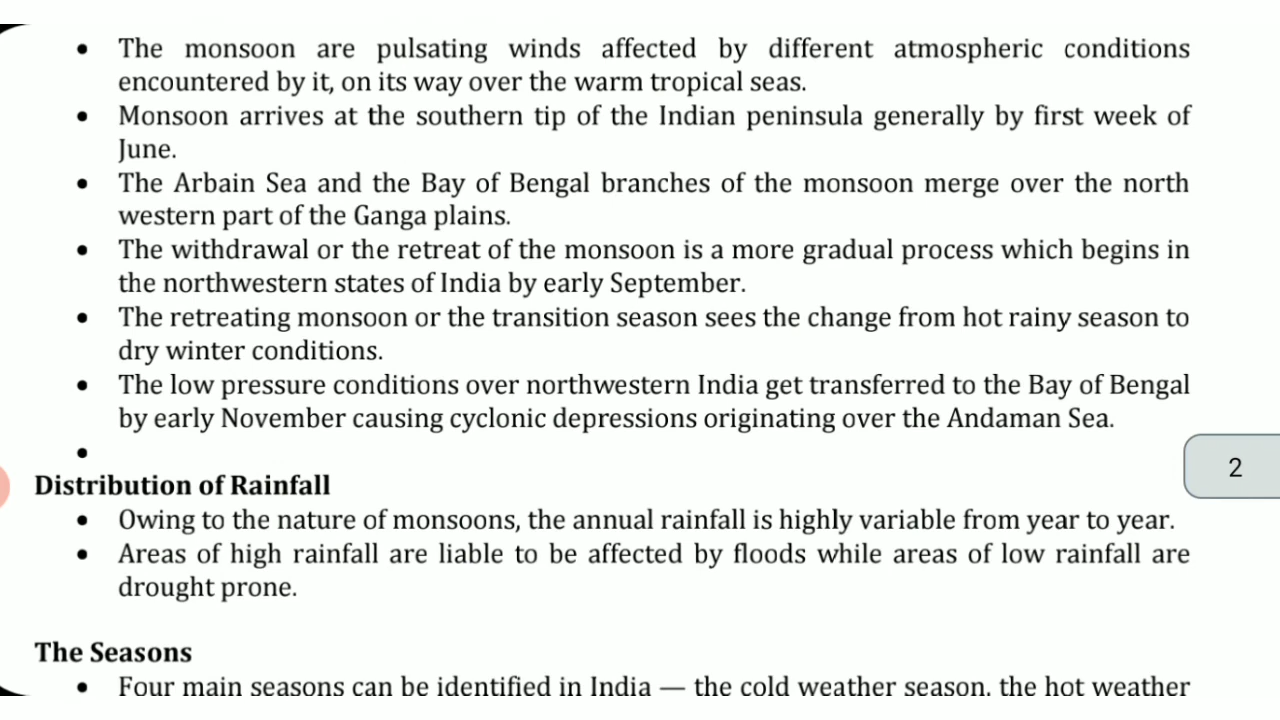 • The monsoon are pulsating winds affected by different atmospheric conditions
encountered by it, on its way over the warm tropical seas.
• Monsoon arrives at the southern tip of the Indian peninsula generally by first week of
June.
• The Arbain Sea and the Bay of Bengal branches of the monsoon merge over the north
western part of the Ganga plains.
• The withdrawal or the retreat of the monsoon is a more gradual process which begins in
the northwestern states of India by early September.
• The retreating monsoon or the transition season sees the change from hot rainy season to
dry winter conditions.
• The low pressure conditions over northwestern India get transferred to the Bay of Bengal
by early November causing cyclonic depressions originating over the Andaman Sea.
•
2
Distribution of Rainfall
• Owing to the nature of monsoons, the annual rainfall is highly variable from year to year.
• Areas of high rainfall are liable to be affected by floods while areas of low rainfall are
drought prone.
The Seasons
• Four main seasons can be identified in India — the cold weather season, the hot weather